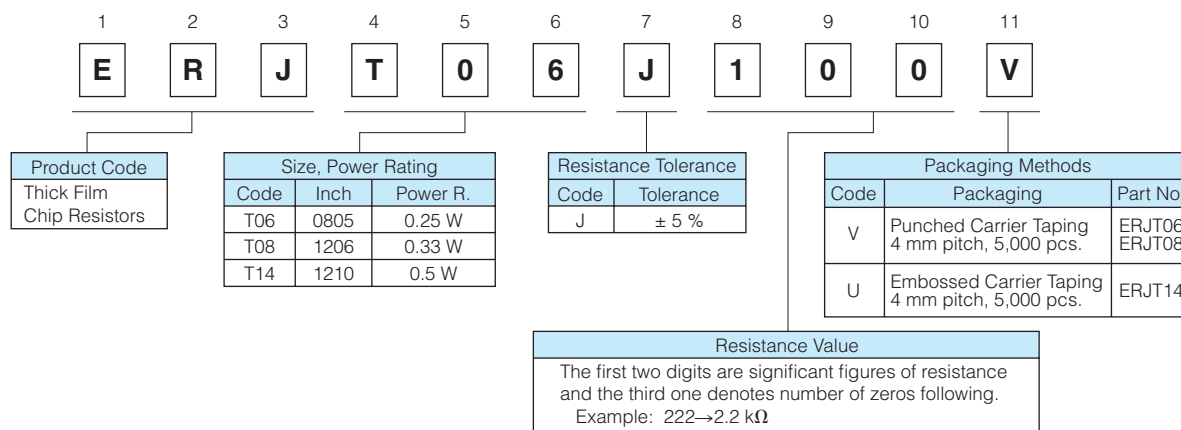 1 2 3 4 5 6 7 8 9 10 11
E R J T 0 6 J 1 0 0 V
Product Code
Thick Film
Chip Resistors
Size, Power Rating
Code Inch Power R.
T06 0805 0.25 W
T08 1206 0.33 W
T14 1210 0.5 W
Resistance Tolerance
Code Tolerance
J ± 5 %
Packaging Methods
Code Packaging Part No
V Punched Carrier Taping
4 mm pitch, 5,000 pcs.
ERJT06
ERJT08
U Embossed Carrier Taping
4 mm pitch, 5,000 pcs.
ERJT14
Resistance Value
The first two digits are significant figures of resistance
and the third one denotes number of zeros following.
Example: 222→2.2 kΩ